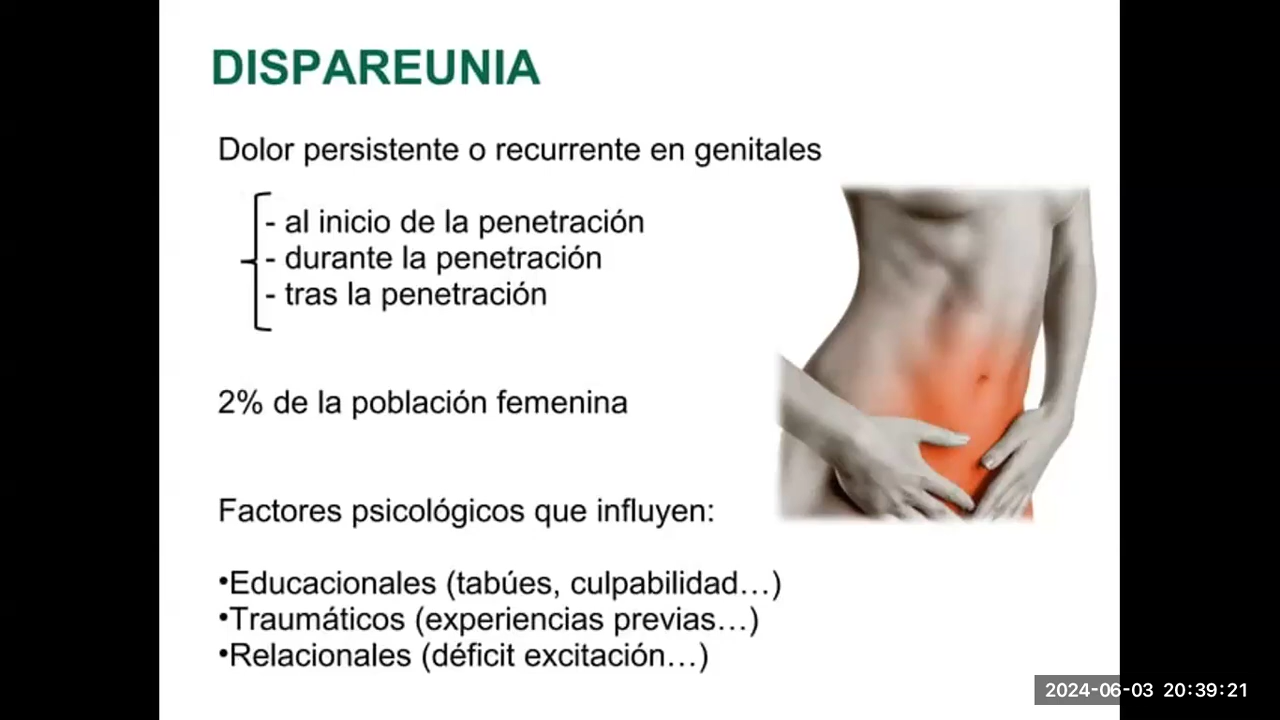 DISPAREUNIA
Dolor persistente o recurrente en genitales
- al inicio de la penetración
- durante la penetración
- tras la penetración
2% de la población femenina
Factores psicológicos que influyen:
•Educacionales (tabúes, culpabilidad…)
•Traumáticos (experiencias previas…)
•Relacionales (déficit excitación…)
2024-06-03 20:39:21